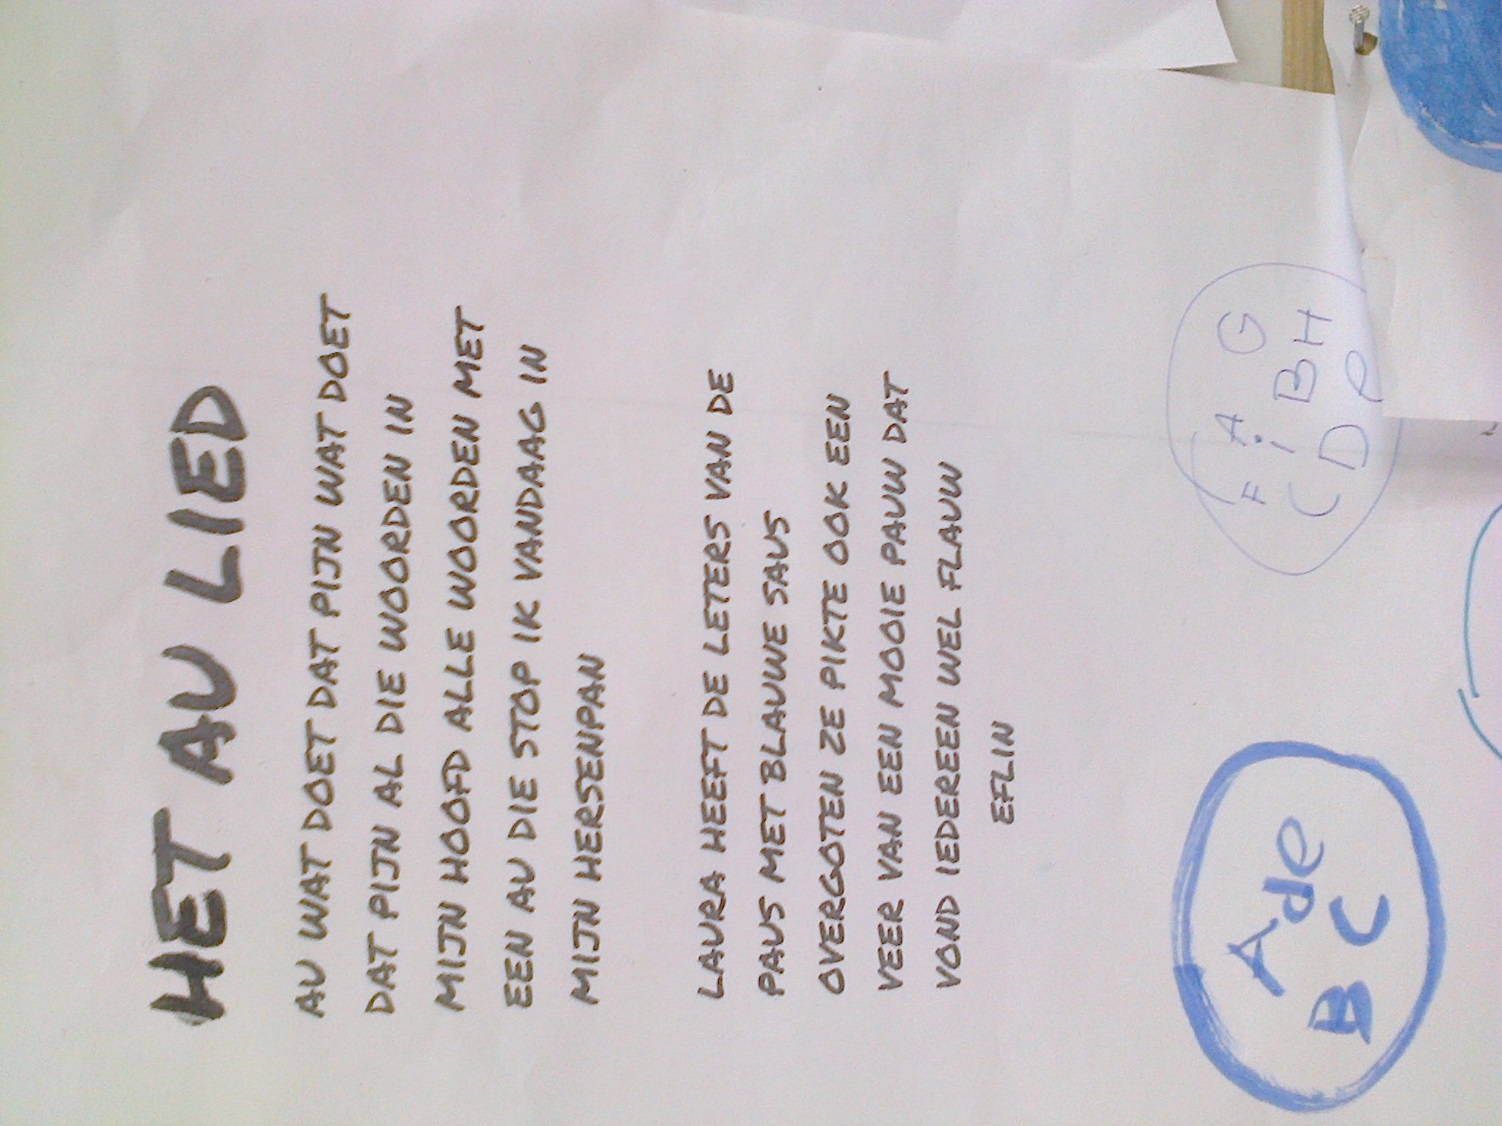 HET AU LIED
AU WAT DOET DAT PIJN WAT DOET
DAT PIJN AL DIE WOORDEN IN
MIJN HOOFD ALLE WOORDEN MET
EEN AU DIE STOP IK VANDAAG IN
MIJN HERSENPAN
LAURA HEEFT DE LETERS VAN DE
PAUS MET BLAUWE SAUS
OVERGOTEN ZE PIKTE OOK EEN
VEER VAN EEN MOOIE PAUW DAT
VOND IEDEREEN WEL FLAUW
EFLIN
A de
B C
F A G
C i B H
D e